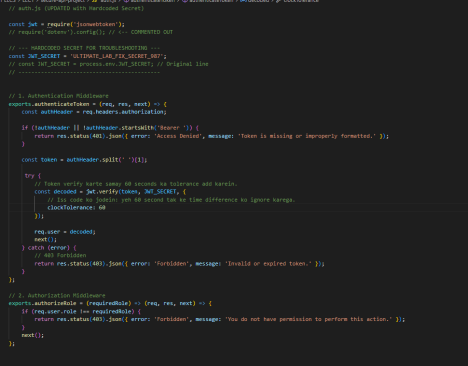 // auth.js (UPDATED with Hardcoded Secret)
const jwt = require('jsonwebtoken');
// require('dotenv').config(); // <-- COMMENTED OUT
// --- HARDCODED SECRET FOR TROUBLESHOOTING ---
const JWT_SECRET = 'ULTIMATE_LAB_FIX_SECRET_987';
// const JWT_SECRET = process.env.JWT_SECRET; // Original line
// -----------------------------------
// 1. Authentication Middleware
exports.authenticateToken = (req, res, next) => {
const authHeader = req.headers.authorization;
if (!authHeader || !authHeader.startsWith('Bearer ')) {
return res.status(401).json({ error: 'Access Denied', message: 'Token is missing or improperly formatted.' });
}
const token = authHeader.split(' ')[1];
try {
// Token verify karte samay 60 seconds ka tolerance add karein.
const decoded = jwt.verify(token, JWT_SECRET, {
// Iss code ko jodein: yeh 60 second tak ke time difference ko ignore karega.
clockTolerance: 60
});
req.user = decoded;
next();
} catch (error) {
// 403 Forbidden
return res.status(403).json({ error: 'Forbidden', message: 'Invalid or expired token.' });
}
};
// 2. Authorization Middleware
exports.authorizeRole = (requiredRole) => (req, res, next) => {
if (req.user.role !== requiredRole) {
return res.status(403).json({ error: 'Forbidden', message: 'You do not have permission to perform this action.' });
}
next();
};